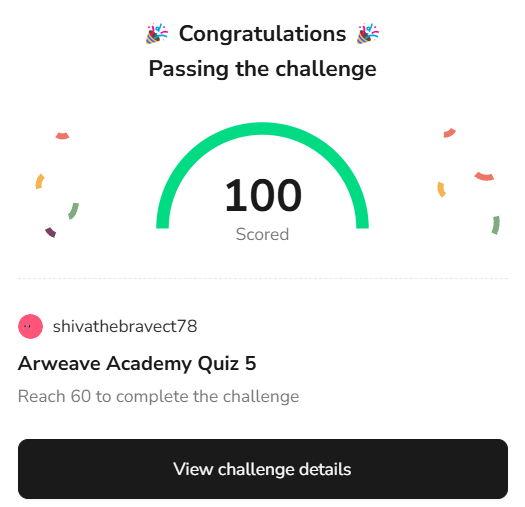 🎉 Congratulations 🎉
Passing the challenge
100
Scored
shivathebravect78
Arweave Academy Quiz 5
Reach 60 to complete the challenge
View challenge details